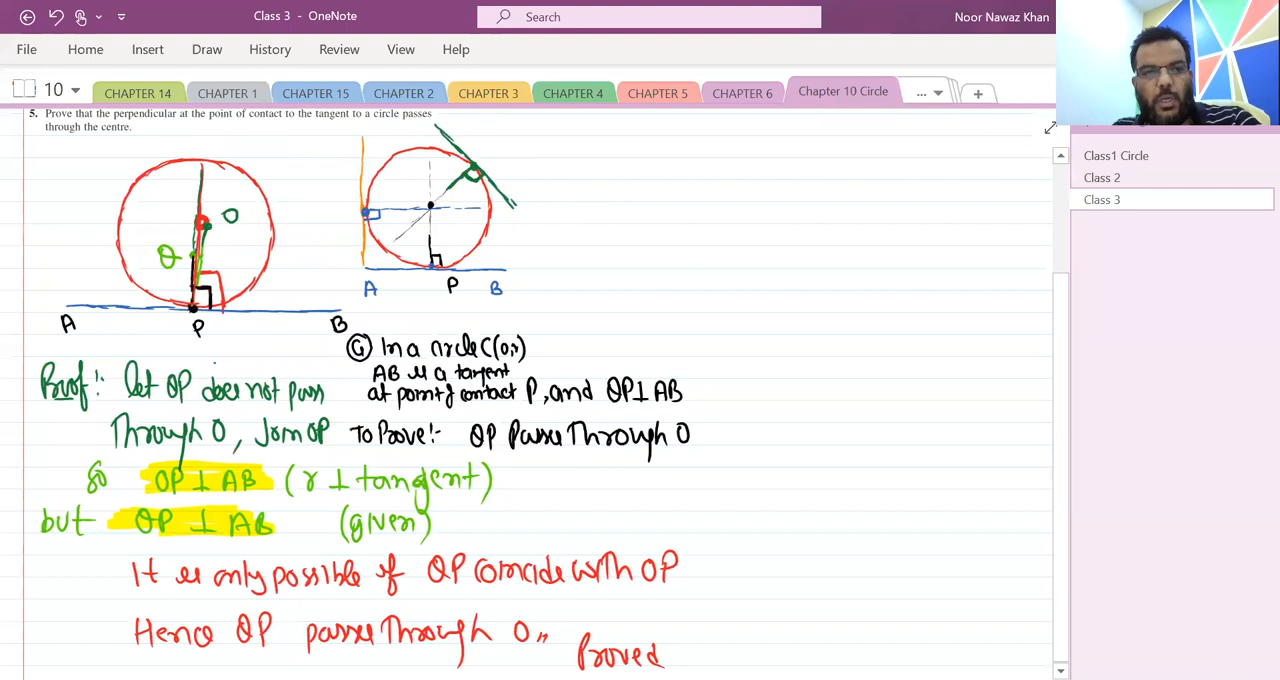 Class 3 - OneNote
Search
Noor Nawaz Khan
File Home Insert Draw History Review View Help
10 CHAPTER 14 CHAPTER 1 CHAPTER 15 CHAPTER 2 CHAPTER 3 CHAPTER 4 CHAPTER 5 CHAPTER 6 Chapter 10 Circle ... +
Class1 Circle
Class 2
Class 3
5. Prove that the perpendicular at the point of contact to the tangent to a circle passes
through the centre.
O
Q
A P B
A P B
(G) In a circle C(o,r)
AB is a tangent
at point of contact P, and QP⊥AB
To Prove:- QP Passes Through O
Proof:- let QP does not pass
Through O, Join OP
So OP ⊥ AB (r ⊥ tangent)
but QP ⊥ AB (given)
It is only possible if QP coincide with OP
Hence QP passes Through O,,
Proved